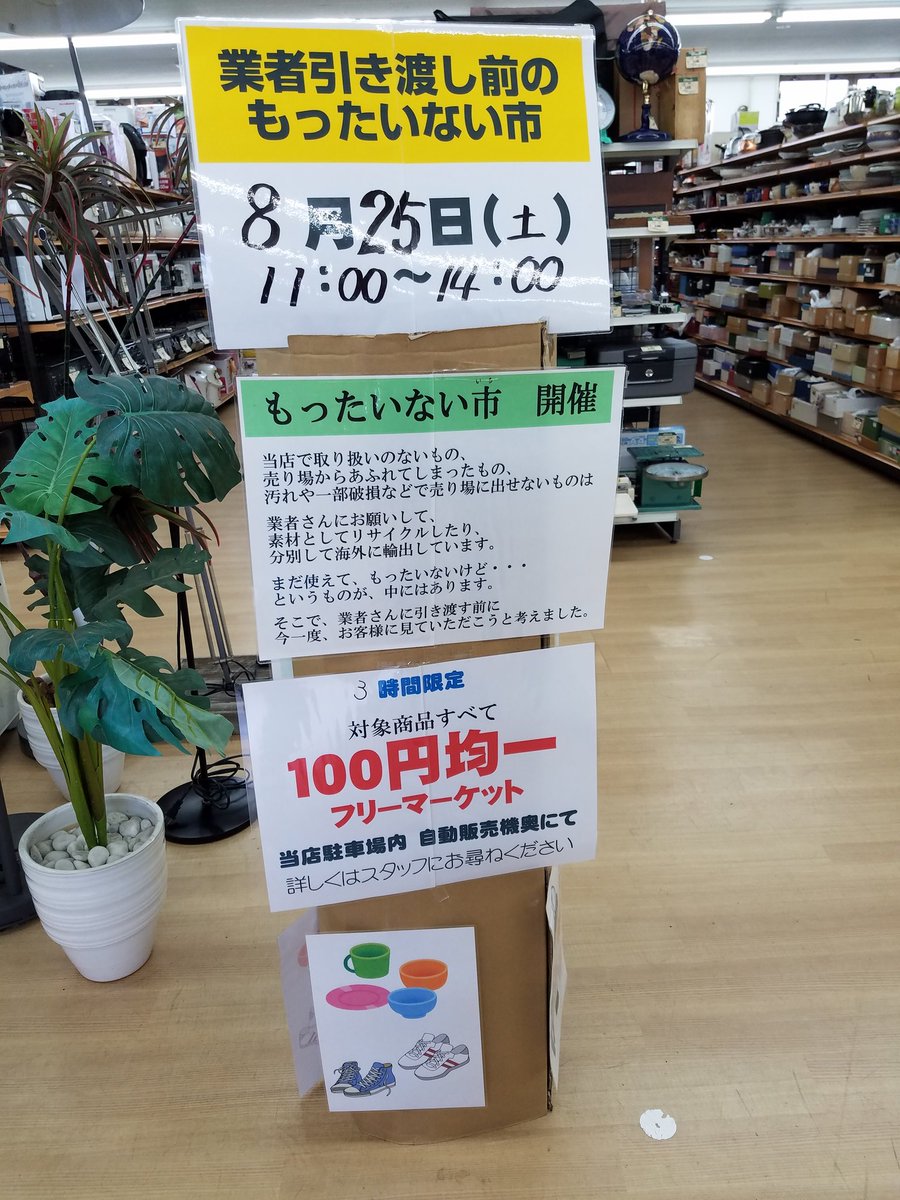 業者引き渡し前の
もったいない市
8月25日(土)
11:00～14:00
もったいない市 開催
当店で取り扱いのないもの、
売り場からあふれてしまったもの、
汚れや一部破損などで売り場に出せないものは
業者さんにお願いして、
素材としてリサイクルしたり、
分別して海外に輸出しています。
まだ使えて、もったいないけど・・・
というものが、中にはあります。
そこで、業者さんに引き渡す前に
今一度、お客様に見ていただこうと考えました。
3 時間限定
対象商品すべて
100円均一
フリーマーケット
当店駐車場内 自動販売機奥にて
詳しくはスタッフにお尋ねください